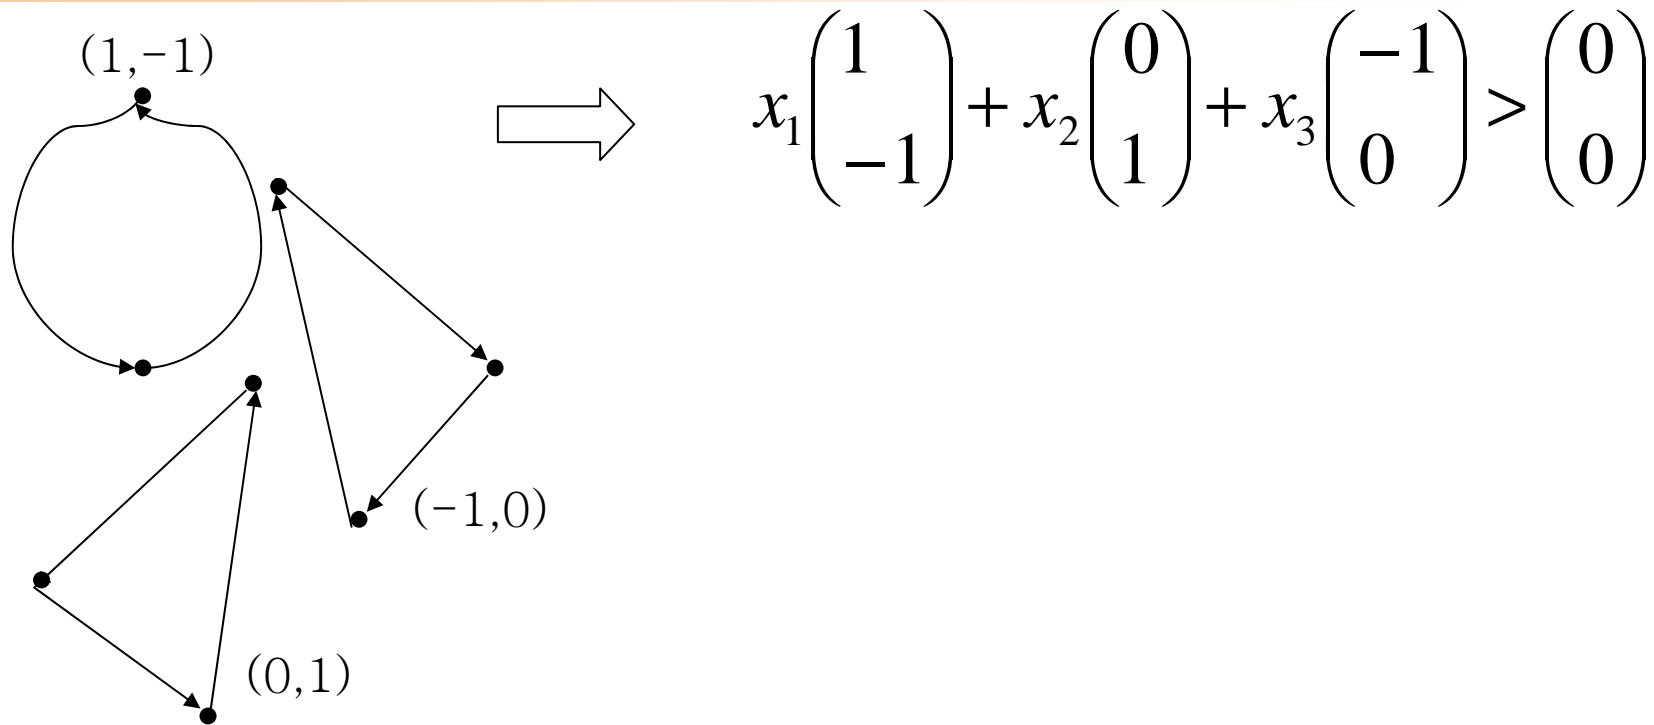 (1,-1)
x₁(1 -1) + x₂(0 1) + x₃(-1 0) > (0 0)
(-1,0)
(0,1)